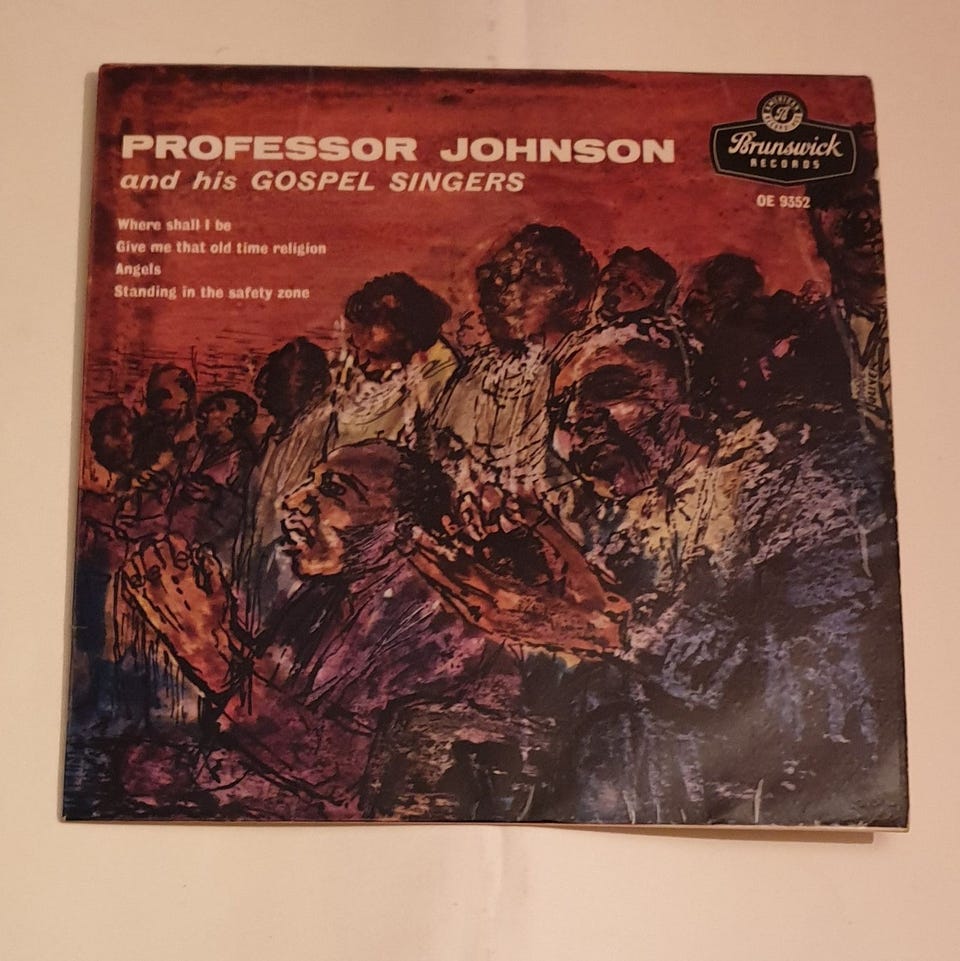 PROFESSOR JOHNSON
and his GOSPEL SINGERS
Where shall I be
Give me that old time religion
Angels
Standing in the safety zone
AMERICAN
Brunswick
RECORDS
OE 9352